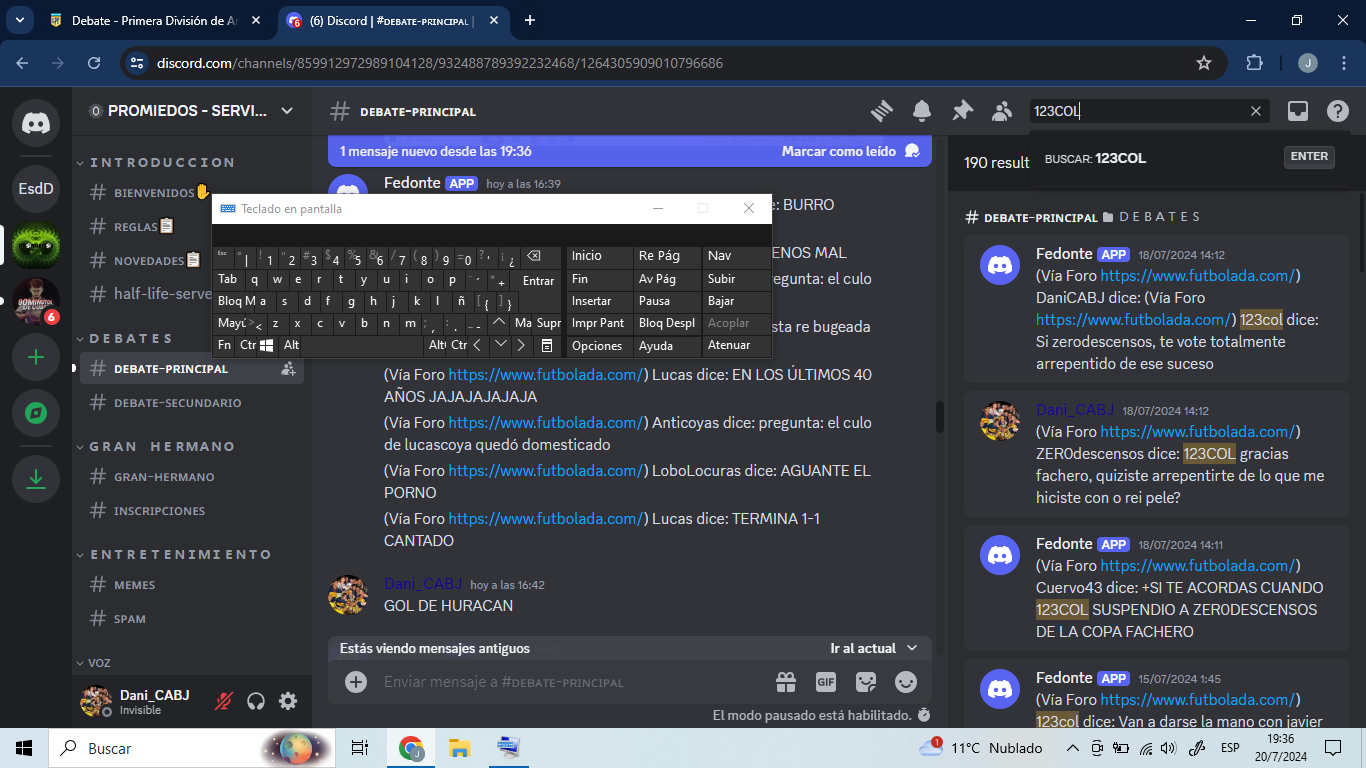 Debate - Primera División de Ar
(6) Discord | #DEBATE-PRINCIPAL |
discord.com/channels/859912972989104128/932488789392232468/1264305909010796686
J
PROMIEDOS - SERVI...
INTRODUCCION
BIENVENIDOS✋
REGLAS📋
NOVEDADES📋
half-life-serve
DEBATES
DEBATE-PRINCIPAL
DEBATE-SECUNDARIO
GRAN HERMANO
GRAN-HERMANO
INSCRIPCIONES
ENTRETENIMIENTO
MEMES
SPAM
VOZ
EsdD
90MINUTOS
6
Dani_CABJ
Invisible
DEBATE-PRINCIPAL
1 mensaje nuevo desde las 19:36
Marcar como leído
Fedonte APP hoy a las 16:39
e: BURRO
ENOS MAL
pregunta: el culo
sta re bugeada
Teclado en pantalla
Esc ° | ! 1 " 2 # 3 $ 4 % 5 & 6 / 7 ( 8 ) 9 = 0 ? ' ¡ ¿ Inicio Re Pág Nav
Tab q w e r t y u i o p ¨ ´ * + Entrar Fin Av Pág Subir
Bloq M a s d f g h j k l ñ [ { ] } Insertar Pausa Bajar
Mayú > < z x c v b n m ; , : . _ - Ma Supr Impr Pant Bloq Despl Acoplar
Fn Ctr Alt Alt Ctr Opciones Ayuda Atenuar
(Vía Foro https://www.futbolada.com/) Lucas dice: EN LOS ÚLTIMOS 40
AÑOS JAJAJAJAJAJA
(Vía Foro https://www.futbolada.com/) Anticoyas dice: pregunta: el culo
de lucascoya quedó domesticado
(Vía Foro https://www.futbolada.com/) LoboLocuras dice: AGUANTE EL
PORNO
(Vía Foro https://www.futbolada.com/) Lucas dice: TERMINA 1-1
CANTADO
Dani_CABJ hoy a las 16:42
GOL DE HURACAN
Estás viendo mensajes antiguos
Ir al actual
Enviar mensaje a #DEBATE-PRINCIPAL
GIF
El modo pausado está habilitado.
123COL
BUSCAR: 123COL
ENTER
190 result
DEBATE-PRINCIPAL DEBATES
Fedonte APP 18/07/2024 14:12
(Vía Foro https://www.futbolada.com/)
DaniCABJ dice: (Vía Foro
https://www.futbolada.com/) 123col dice:
Si zerodescensos, te vote totalmente
arrepentido de ese suceso
Dani_CABJ 18/07/2024 14:12
(Vía Foro https://www.futbolada.com/)
ZER0descensos dice: 123COL gracias
fachero, quiziste arrepentirte de lo que me
hiciste con o rei pele?
Fedonte APP 18/07/2024 14:11
(Vía Foro https://www.futbolada.com/)
Cuervo43 dice: +SI TE ACORDAS CUANDO
123COL SUSPENDIO A ZER0DESCENSOS
DE LA COPA FACHERO
Fedonte APP 15/07/2024 1:45
(Vía Foro https://www.futbolada.com/)
123col dice: Van a darse la mano con javier
Buscar
J
1
11°C Nublado
ESP
19:36
20/7/2024